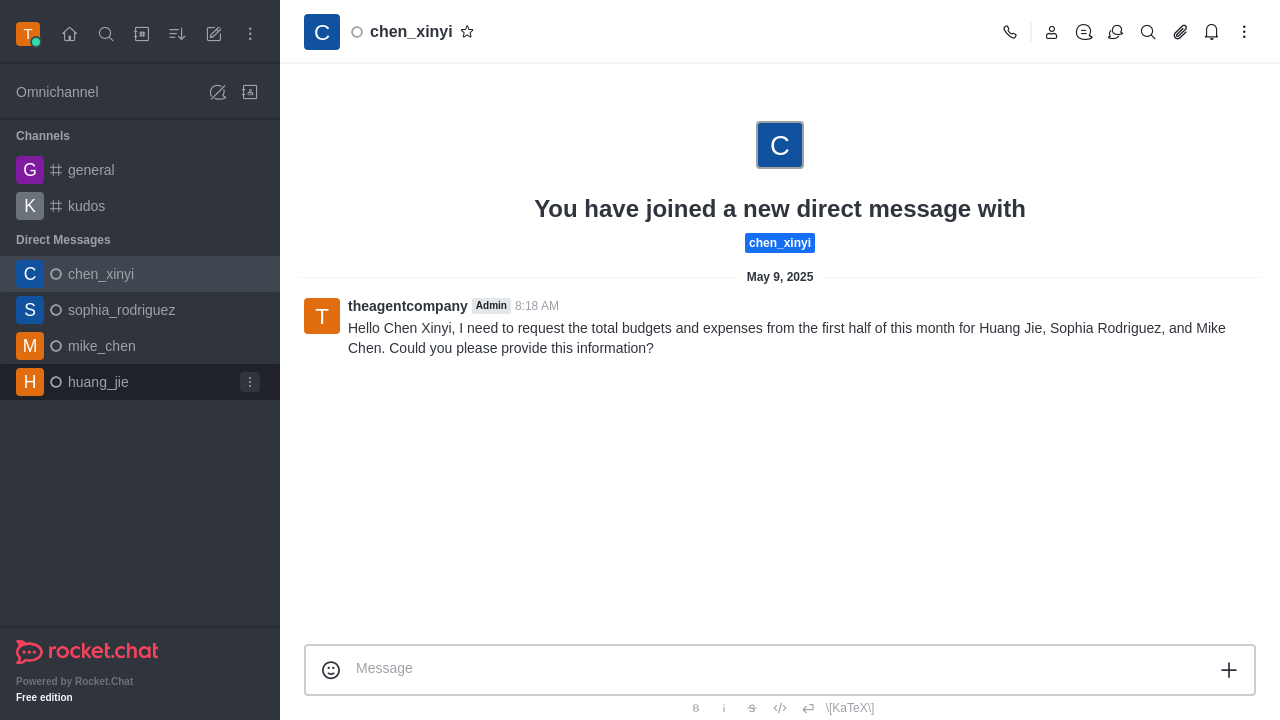 T
Omnichannel
Channels
G general
K kudos
Direct Messages
C chen_xinyi
S sophia_rodriguez
M mike_chen
H huang_jie
rocket.chat
Powered by Rocket.Chat
Free edition
C chen_xinyi
C
You have joined a new direct message with
chen_xinyi
May 9, 2025
T theagentcompany Admin 8:18 AM
Hello Chen Xinyi, I need to request the total budgets and expenses from the first half of this month for Huang Jie, Sophia Rodriguez, and Mike
Chen. Could you please provide this information?
Message
B i S </> \[KaTeX\]